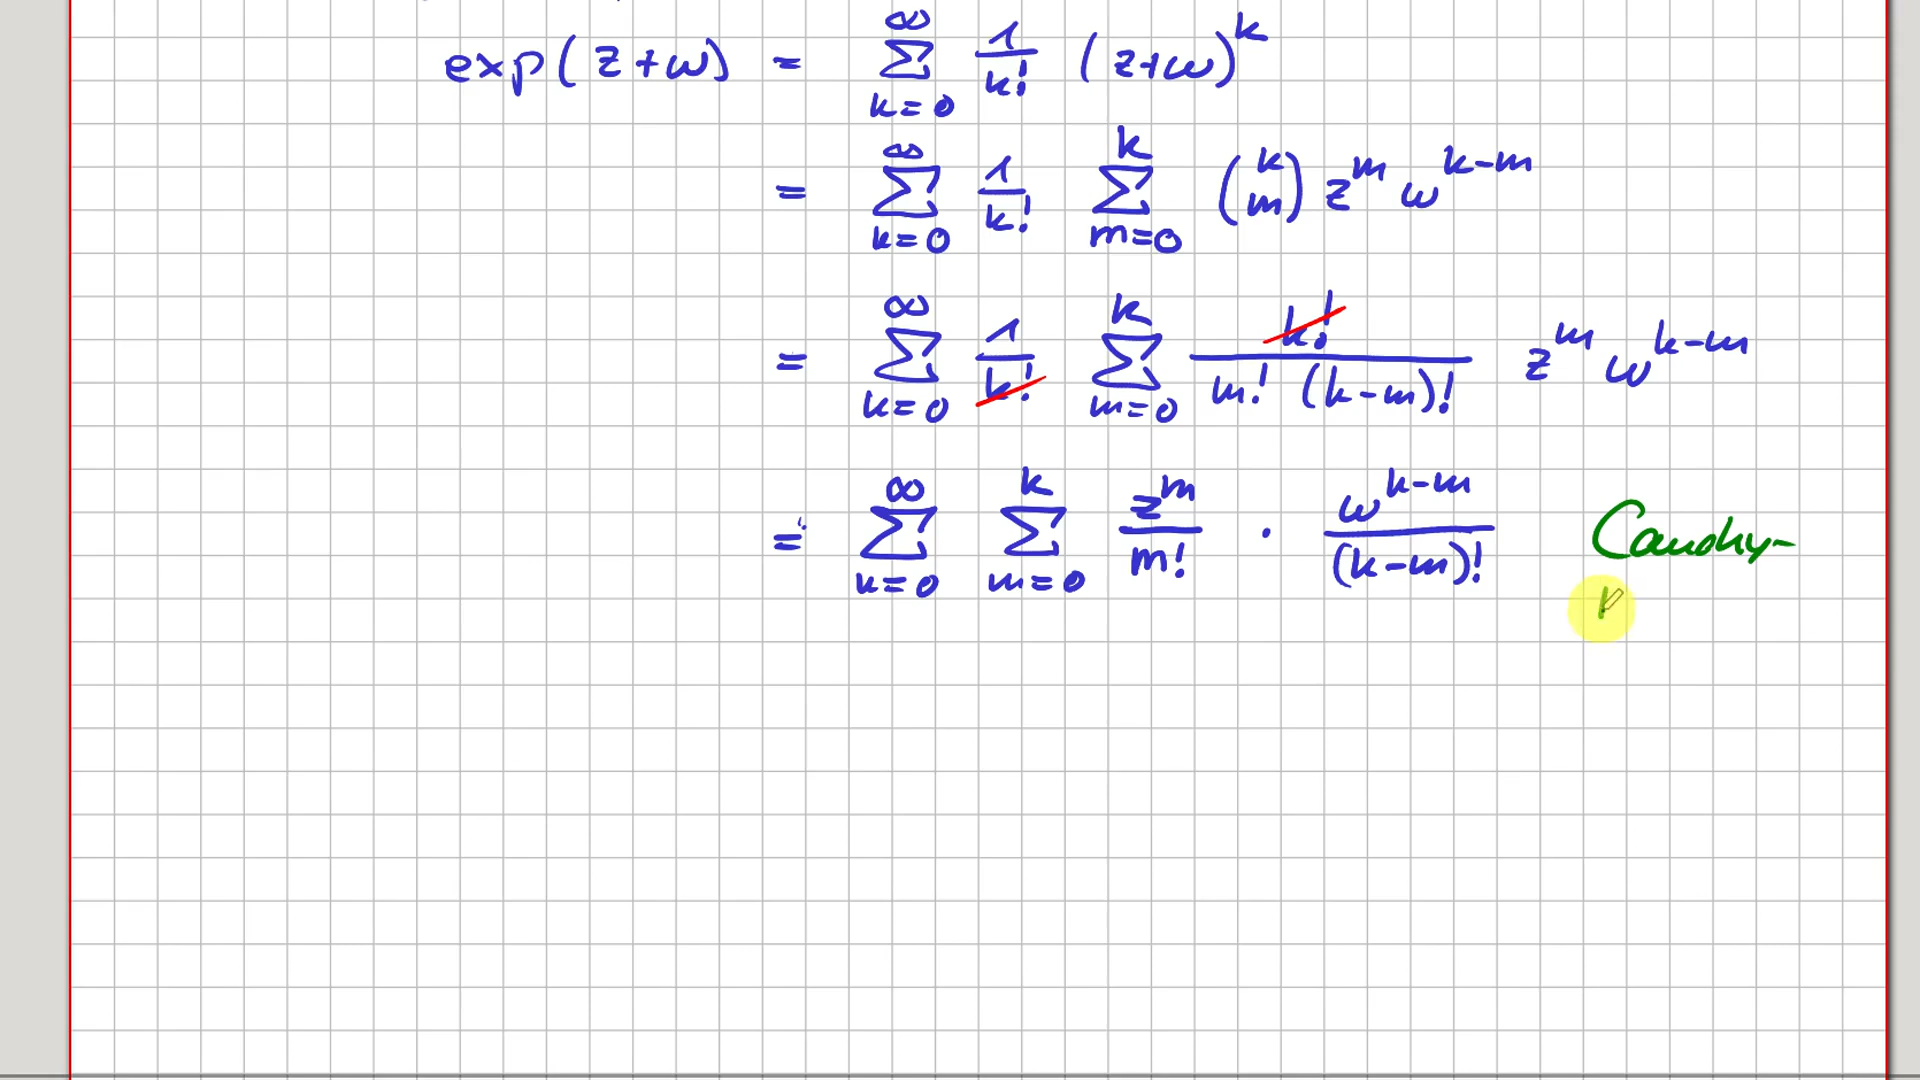 exp(z+w) = ∞∑k=0 1/k! (z+w)^k
= ∞∑k=0 1/k! k∑m=0 (k m) z^m w^k-m
= ∞∑k=0 1/k! k∑m=0 k!/m! (k-m)! z^m w^k-m
= ∞∑k=0 k∑m=0 z^m/m! · w^k-m/(k-m)! Cauchy-